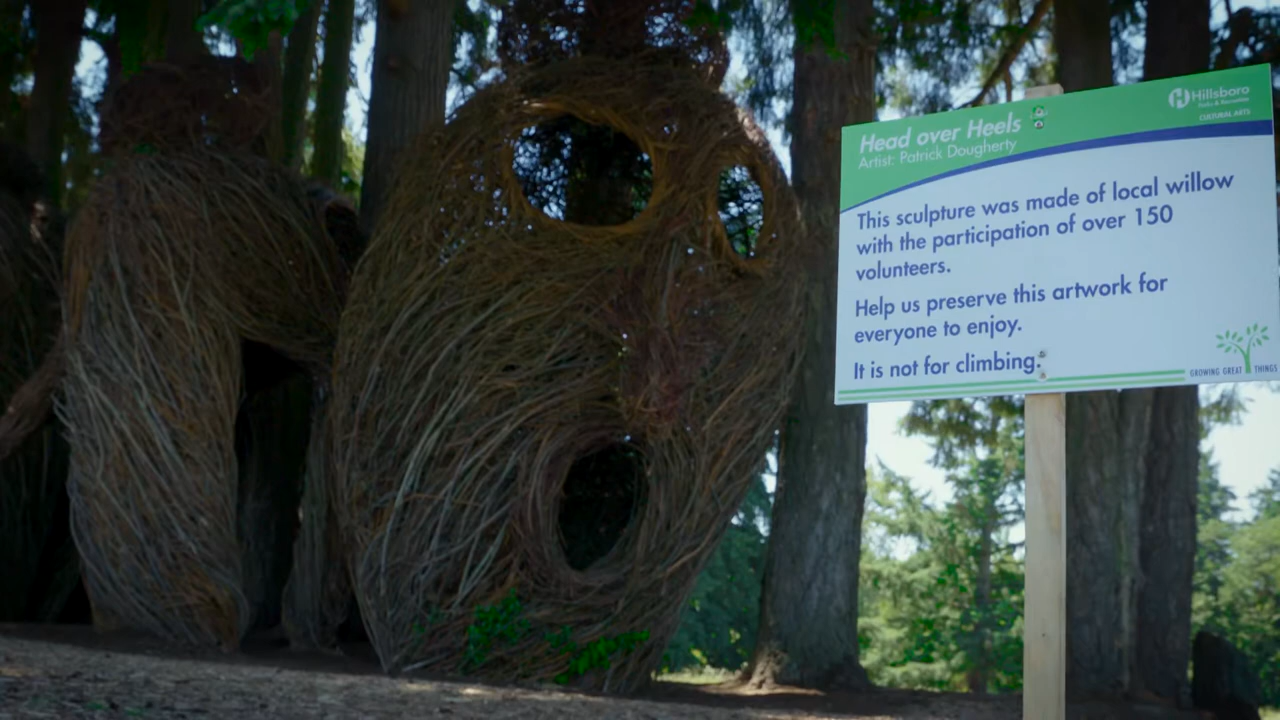 Head over Heels
Artist: Patrick Dougherty
Hillsboro
Parks & Recreation
CULTURAL ARTS
This sculpture was made of local willow
with the participation of over 150
volunteers.
Help us preserve this artwork for
everyone to enjoy.
It is not for climbing.
GROWING GREAT THINGS